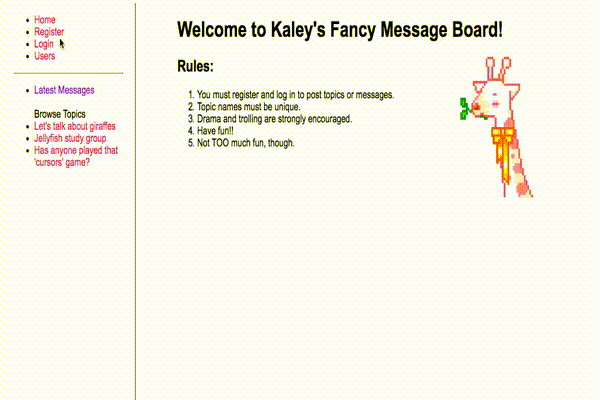 Home
Register
Login
Users
Latest Messages
Browse Topics
Let's talk about giraffes
Jellyfish study group
Has anyone played that
'cursors' game?
Welcome to Kaley's Fancy Message Board!
Rules:
1. You must register and log in to post topics or messages.
2. Topic names must be unique.
3. Drama and trolling are strongly encouraged.
4. Have fun!!
5. Not TOO much fun, though.